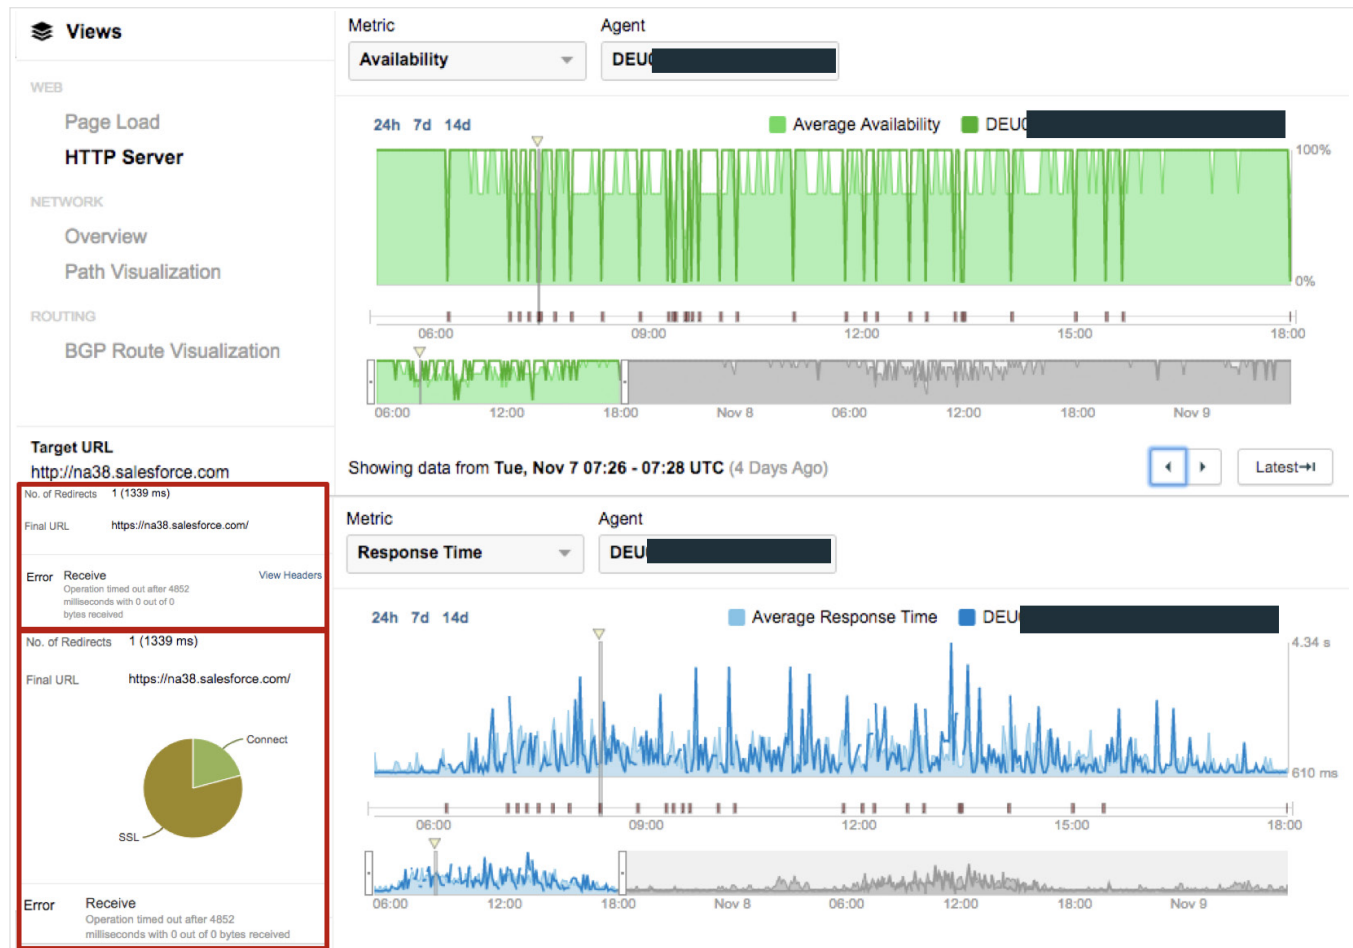 Views
WEB
Page Load
HTTP Server
NETWORK
Overview
Path Visualization
ROUTING
BGP Route Visualization
Target URL
http://na38.salesforce.com
No. of Redirects 1 (1339 ms)
Final URL https://na38.salesforce.com/
Error Receive View Headers
Operation timed out after 4852
milliseconds with 0 out of 0
bytes received
No. of Redirects 1 (1339 ms)
Final URL https://na38.salesforce.com/
Connect
SSL
Error Receive
Operation timed out after 4852
milliseconds with 0 out of 0 bytes received
Metric Agent
Availability DEU
24h 7d 14d Average Availability DEU
100%
0%
06:00 09:00 12:00 15:00 18:00
06:00 12:00 18:00 Nov 8 06:00 12:00 18:00 Nov 9
Showing data from Tue, Nov 7 07:26 - 07:28 UTC (4 Days Ago) Latest
Metric Agent
Response Time DEU
24h 7d 14d Average Response Time DEU
4.34 s
610 ms
06:00 09:00 12:00 15:00 18:00
06:00 12:00 18:00 Nov 8 06:00 12:00 18:00 Nov 9